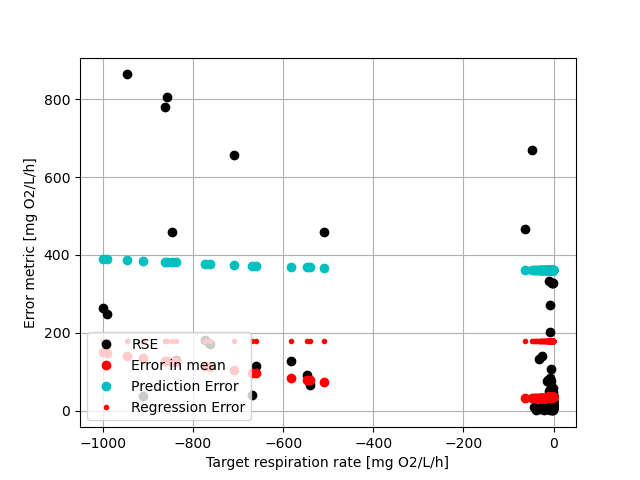 800
600
400
200
0
Error metric [mg O2/L/h]
RSE
Error in mean
Prediction Error
Regression Error
−1000 −800 −600 −400 −200 0
Target respiration rate [mg O2/L/h]